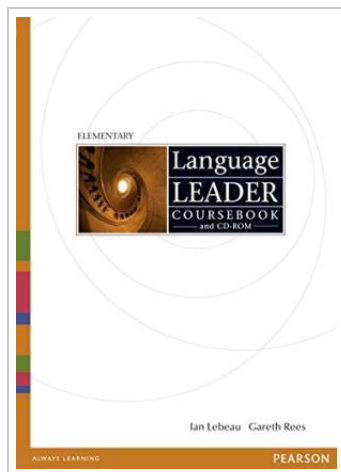 ELEMENTARY
Language
LEADER
COURSEBOOK
and CD-ROM
Ian Lebeau Gareth Rees
ALWAYS LEARNING PEARSON